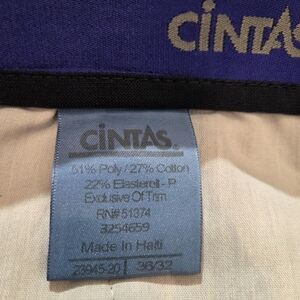 CiNTAS
CiNTAS®
51% Poly / 27% Cotton
22% Elasterell - P
Exclusive Of Trim
RN# 51374
3254659
Made In Haiti
23945-20 36/32